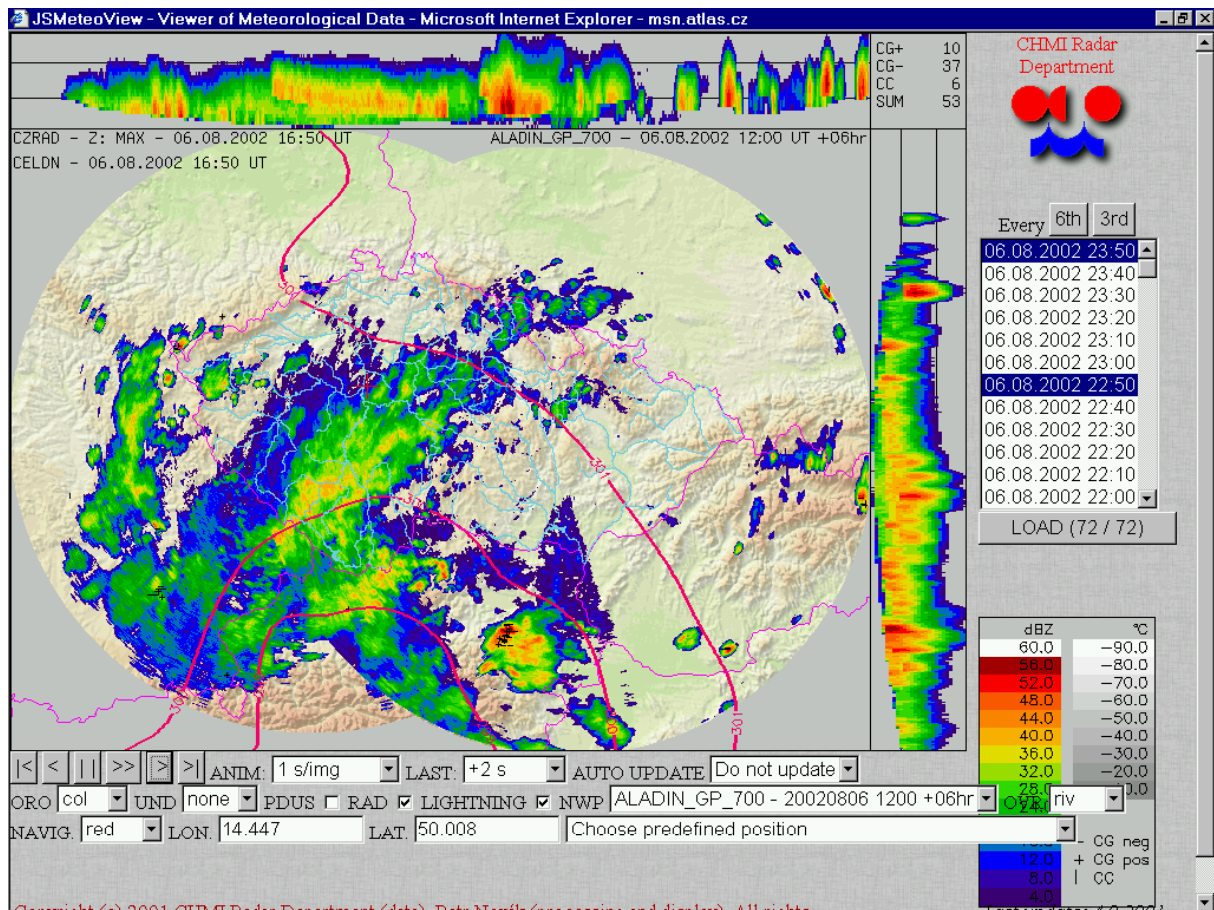 JSMeteoView - Viewer of Meteorological Data - Microsoft Internet Explorer - msn.atlas.cz
CG+ 10
CG- 37
CC 6
SUM 53
CZRAD - Z: MAX - 06.08.2002 16:50 UT
ALADIN_GP_700 - 06.08.2002 12:00 UT +06hr
CELDN - 06.08.2002 16:50 UT
301
301
CHMI Radar
Department
Every 6th 3rd
06.08.2002 23:50
06.08.2002 23:40
06.08.2002 23:30
06.08.2002 23:20
06.08.2002 23:10
06.08.2002 23:00
06.08.2002 22:50
06.08.2002 22:40
06.08.2002 22:30
06.08.2002 22:20
06.08.2002 22:10
06.08.2002 22:00
LOAD (72 / 72)
dBZ °C
60.0 -90.0
56.0 -80.0
52.0 -70.0
48.0 -60.0
44.0 -50.0
40.0 -40.0
36.0 -30.0
32.0 -20.0
28.0
24.0
12.0
8.0
4.0
- CG neg
+ CG pos
| CC
|< < || >> > >| ANIM: 1 s/img LAST: +2 s AUTO UPDATE Do not update
ORO col UND none PDUS RAD LIGHTNING NWP ALADIN_GP_700 - 20020806 1200 +06hr OVR riv
NAVIG. red LON. 14.447 LAT. 50.008 Choose predefined position